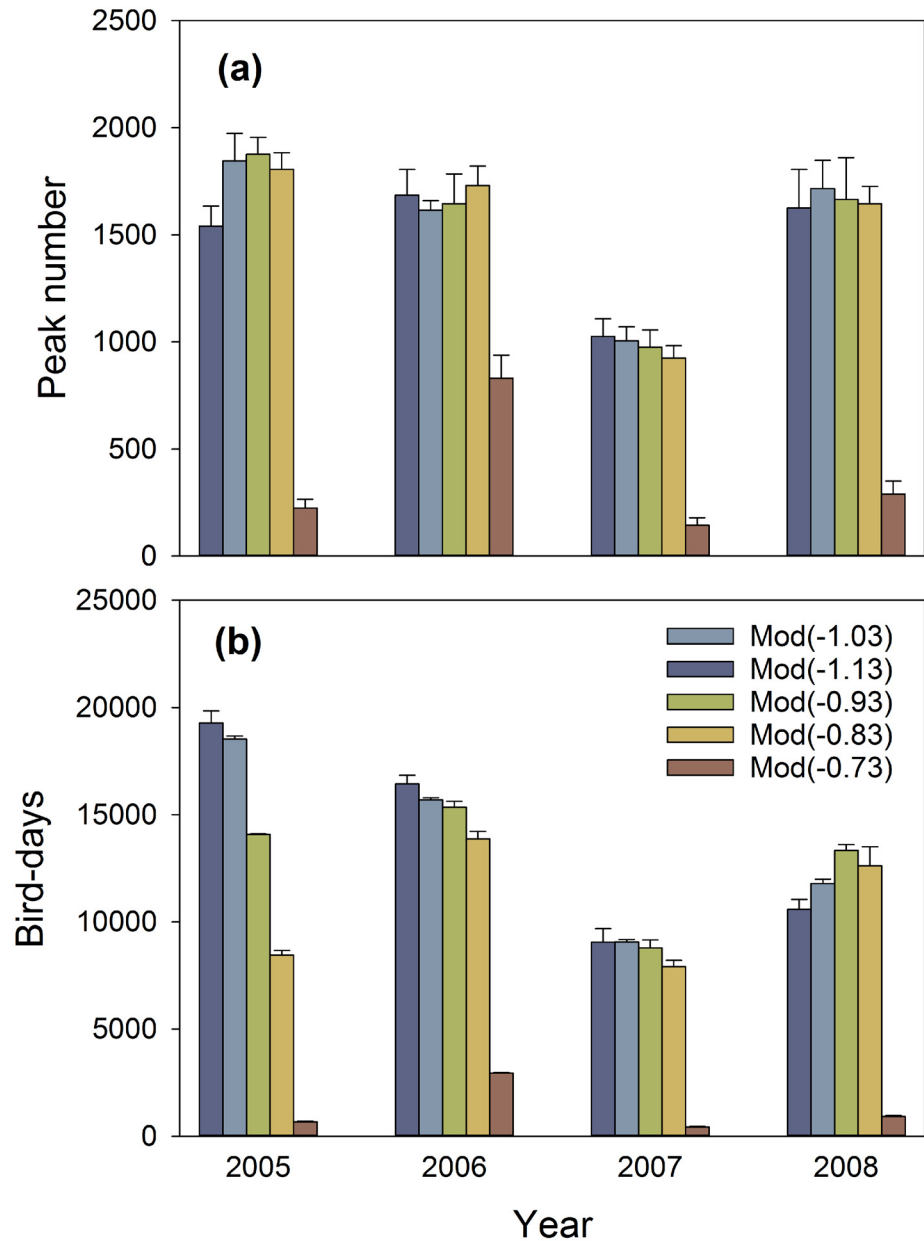 2500
(a)
2000
1500
1000
500
0
Peak number
25000
(b)
Mod(-1.03)
Mod(-1.13)
Mod(-0.93)
Mod(-0.83)
Mod(-0.73)
20000
15000
10000
5000
0
Bird-days
2005 2006 2007 2008
Year